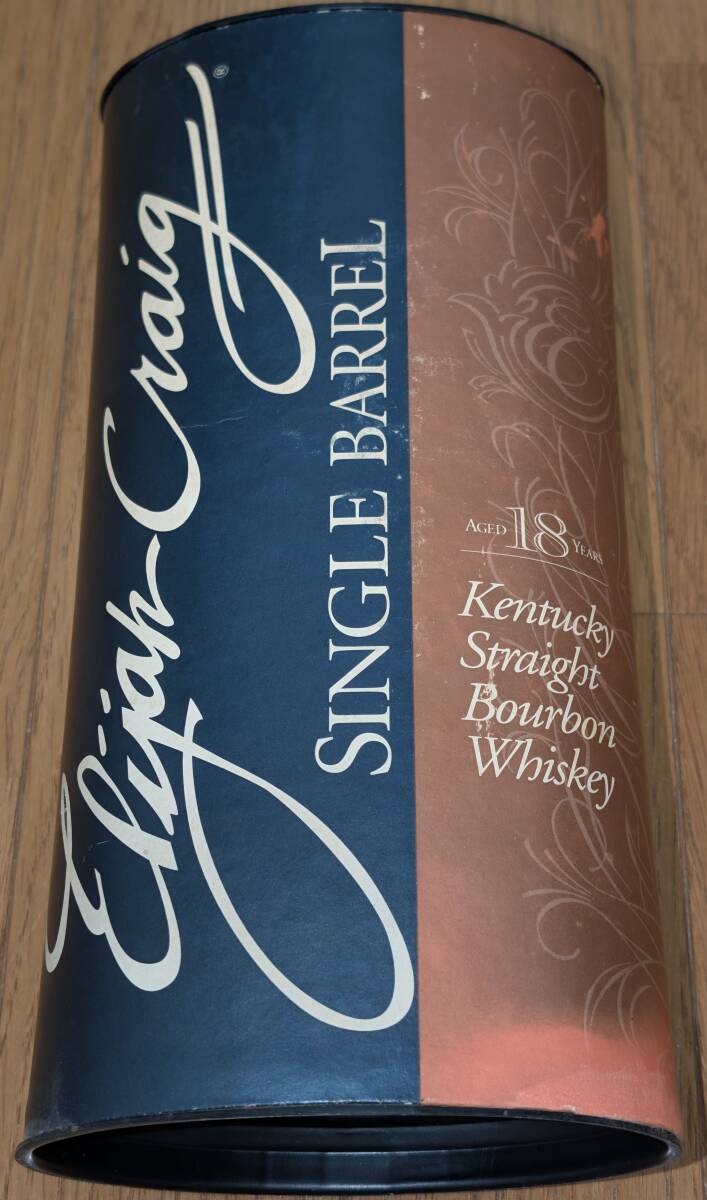 Elijah Craig®
SINGLE BARREL
AGED 18 YEARS
Kentucky
Straight
Bourbon
Whiskey